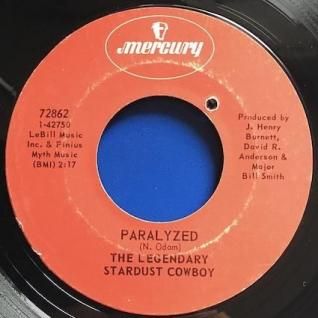 mercury
72862
1-42750
LeBill Music
Inc. & Finius
Myth Music
(BMI) 2:17
Produced by
J. Henry
Burnett,
David R.
Anderson &
Major
Bill Smith
PARALYZED
(N. Odam)
THE LEGENDARY
STARDUST COWBOY